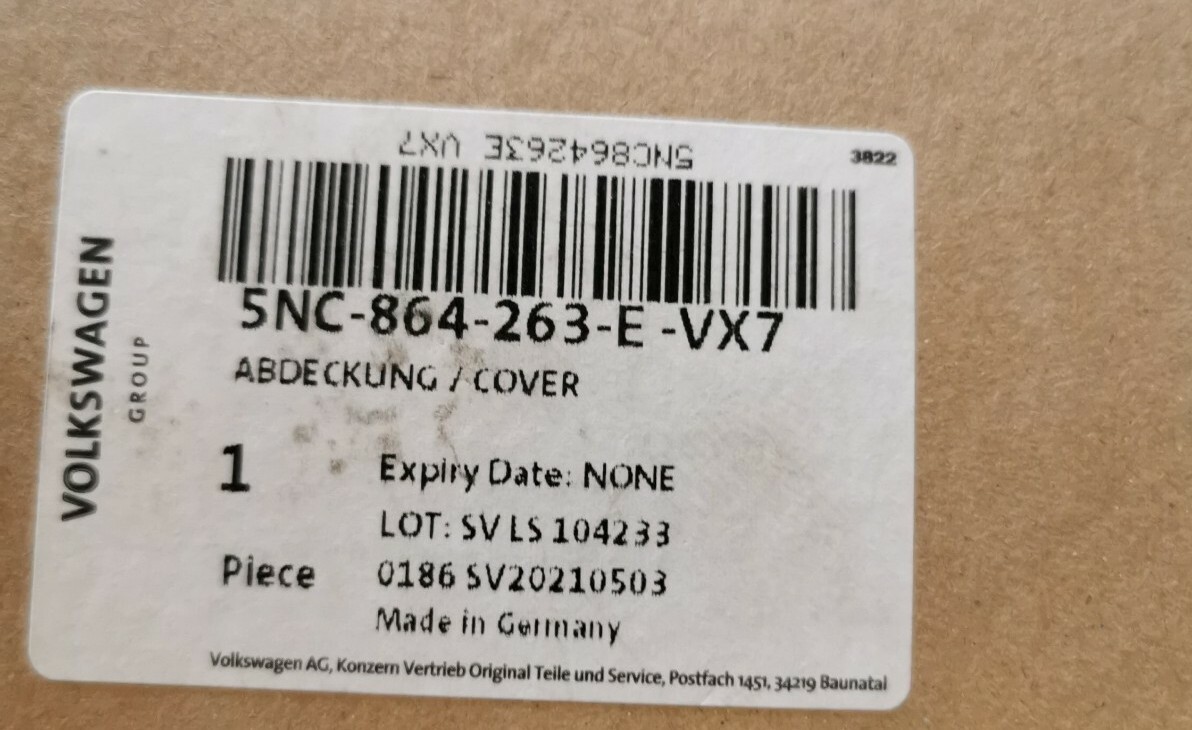 5NC864263E VX7
3822
5NC-864-263-E -VX7
ABDECKUNG / COVER
VOLKSWAGEN
GROUP
1
Expiry Date: NONE
LOT: SV LS 104233
Piece
0186 SV20210503
Made in Germany
Volkswagen AG, Konzern Vertrieb Original Teile und Service, Postfach 1451, 34219 Baunatal